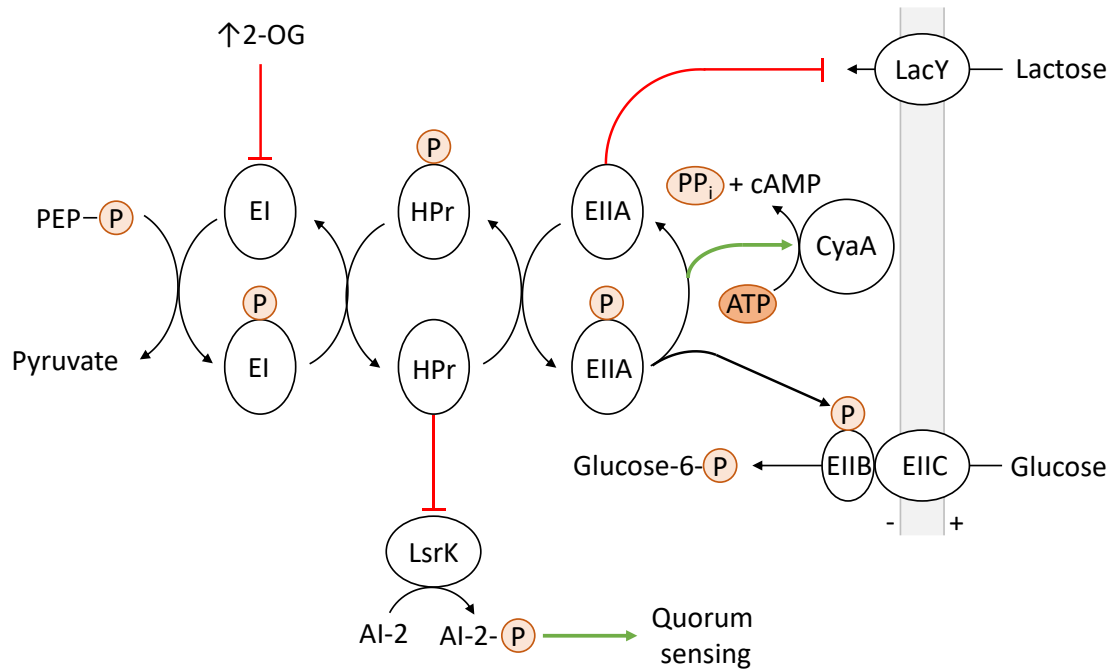 ↑2-OG
LacY
Lactose
P
PP_i + cAMP
PEP–P
EI
HPr
EIIA
CyaA
P
P
ATP
Pyruvate
EI
HPr
EIIA
P
Glucose-6-P
EIIB
EIIC
Glucose
- +
LsrK
AI-2
AI-2-P
Quorum
sensing